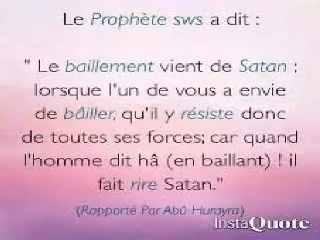 Le Prophète sws a dit :
" Le baillement vient de Satan ;
lorsque l'un de vous a envie
de bâiller, qu'il y résiste donc
de toutes ses forces; car quand
l'homme dit hâ (en baillant) ! il
fait rire Satan."
(Rapporté Par Abû Hurayra)
InstaQuote